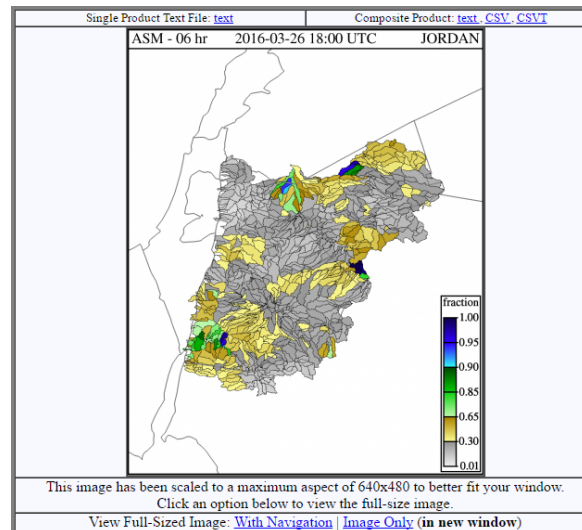 Single Product Text File: text
Composite Product: text , CSV , CSVT
ASM - 06 hr 2016-03-26 18:00 UTC JORDAN
fraction
1.00
0.95
0.90
0.85
0.65
0.30
0.01
This image has been scaled to a maximum aspect of 640x480 to better fit your window.
Click an option below to view the full-size image.
View Full-Sized Image: With Navigation | Image Only (in new window)